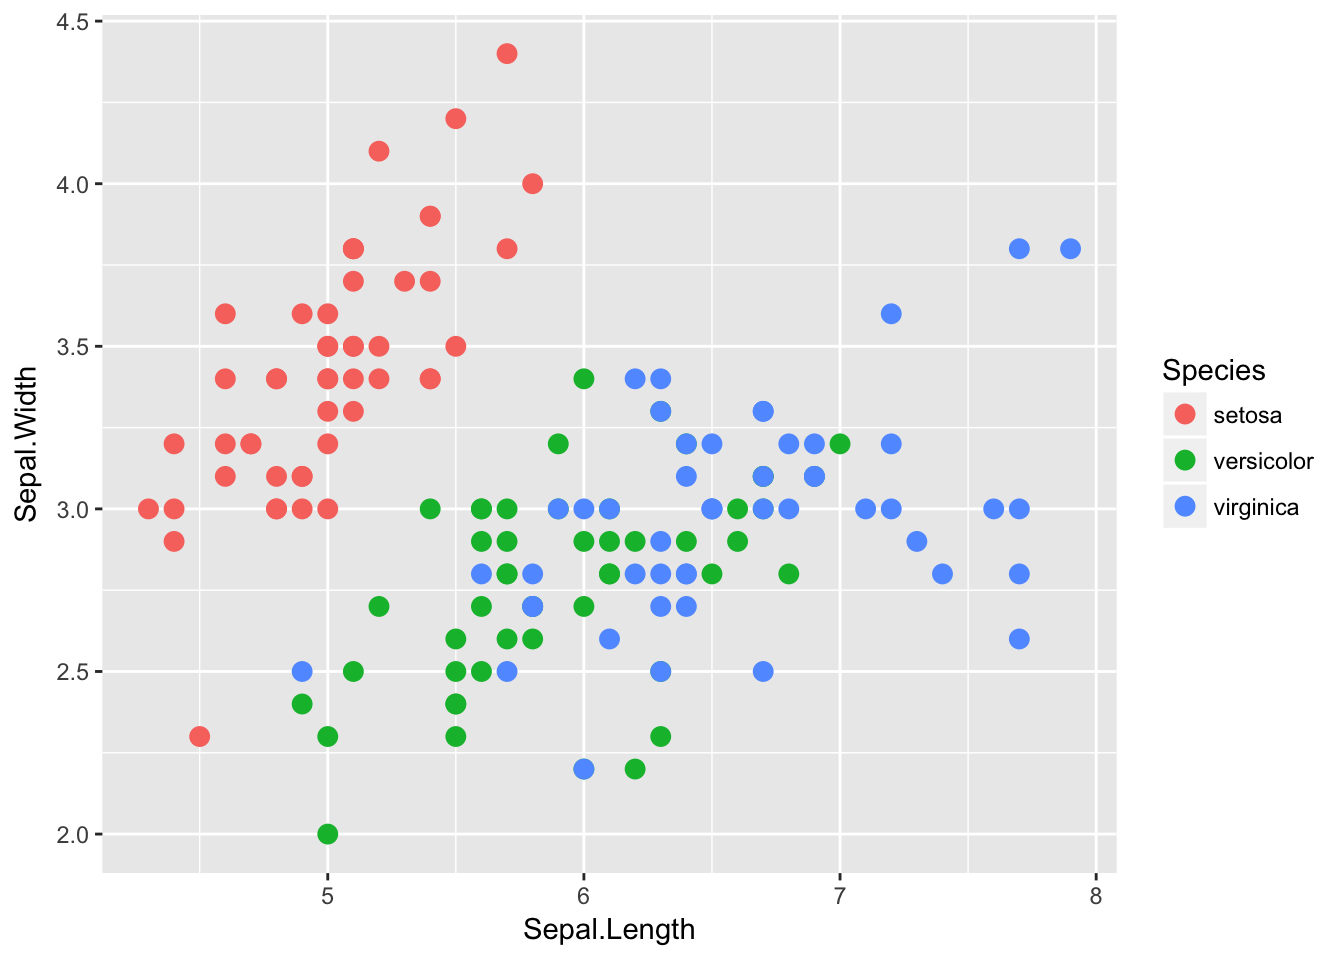 4.5
4.0
3.5
3.0
2.5
2.0
Sepal.Width
5 6 7 8
Sepal.Length
Species
setosa
versicolor
virginica